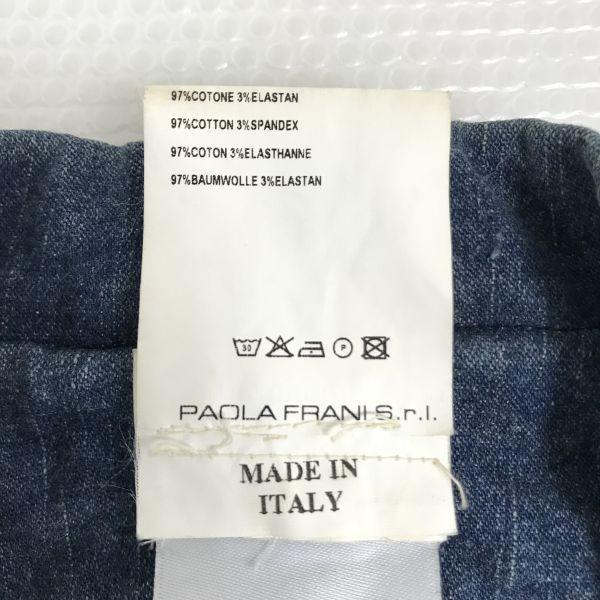 97%COTONE 3%ELASTAN
97%COTTON 3%SPANDEX
97%COTON 3%ELASTHANNE
97%BAUMWOLLE 3%ELASTAN
30 P
PAOLA FRANI S.r.l.
MADE IN
ITALY